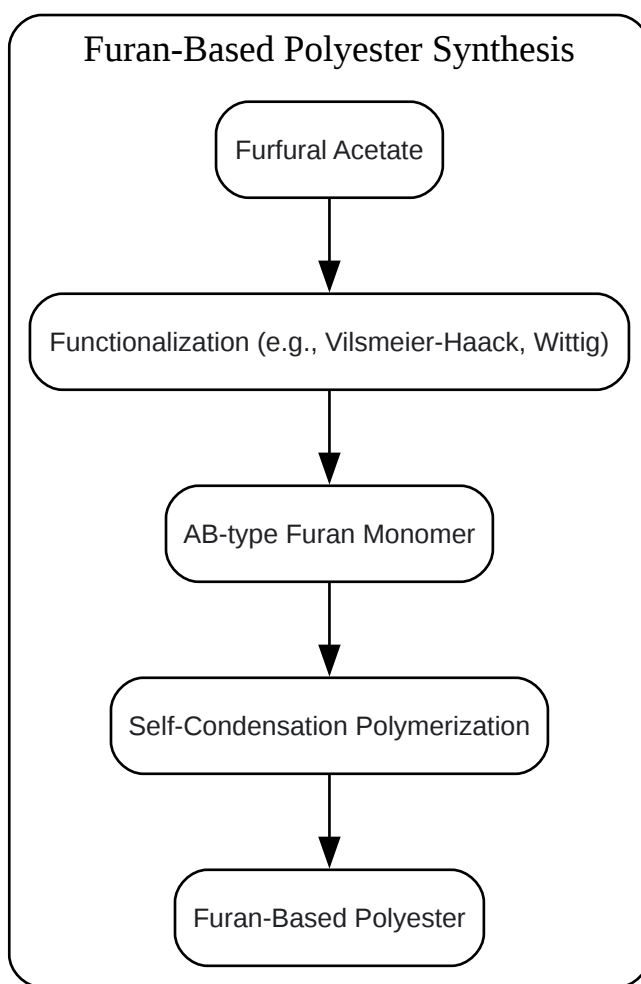 Furan-Based Polyester Synthesis
Furfural Acetate
Functionalization (e.g., Vilsmeier-Haack, Wittig)
AB-type Furan Monomer
Self-Condensation Polymerization
Furan-Based Polyester